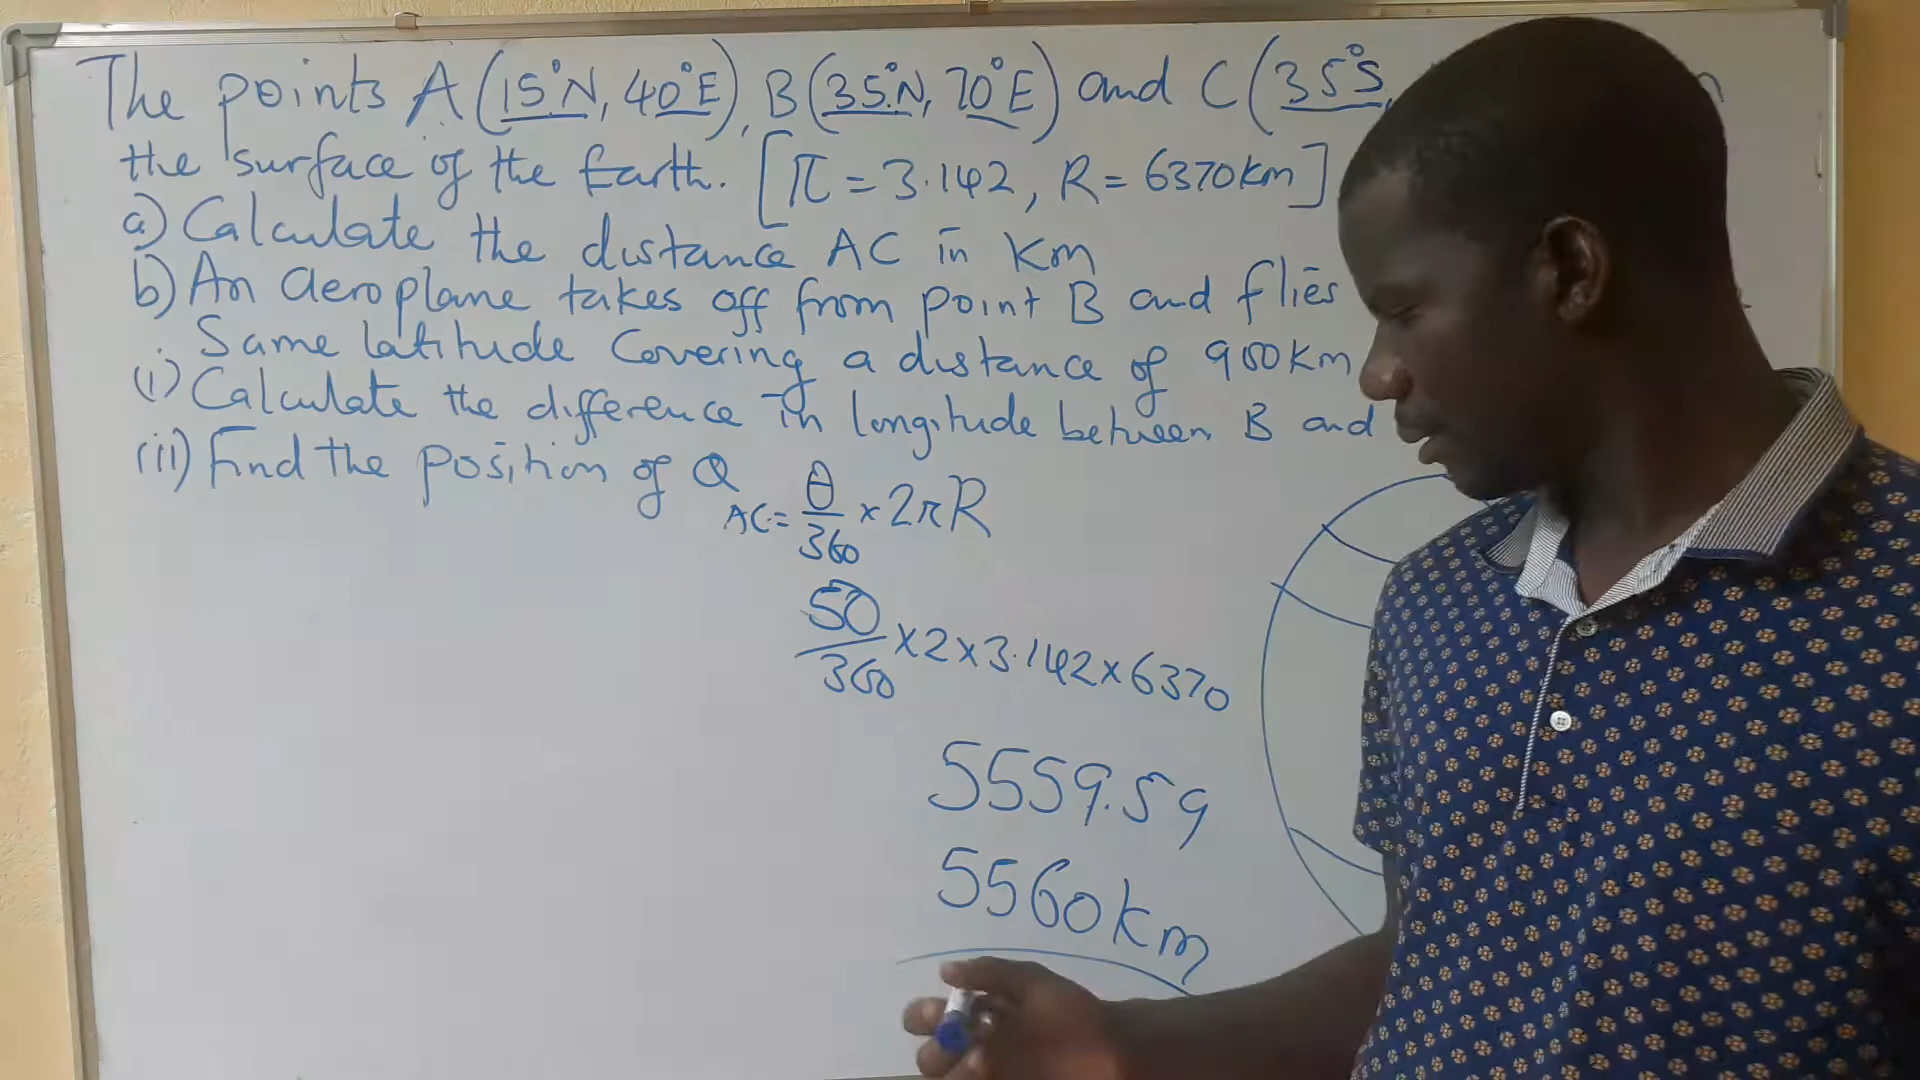 The points A(15°N, 40°E), B(35°N, 70°E) and C(35°S,
the surface of the Earth. [π = 3.142, R = 6370km]
a) Calculate the distance AC in km
b) An aeroplane takes off from point B and flies
Same latitude Covering a distance of 900km
(i) Calculate the difference in longitude between B and
(ii) Find the position of Q
AC = θ/360 × 2πR
50/360 × 2 × 3.142 × 6370
5559.59
5560km